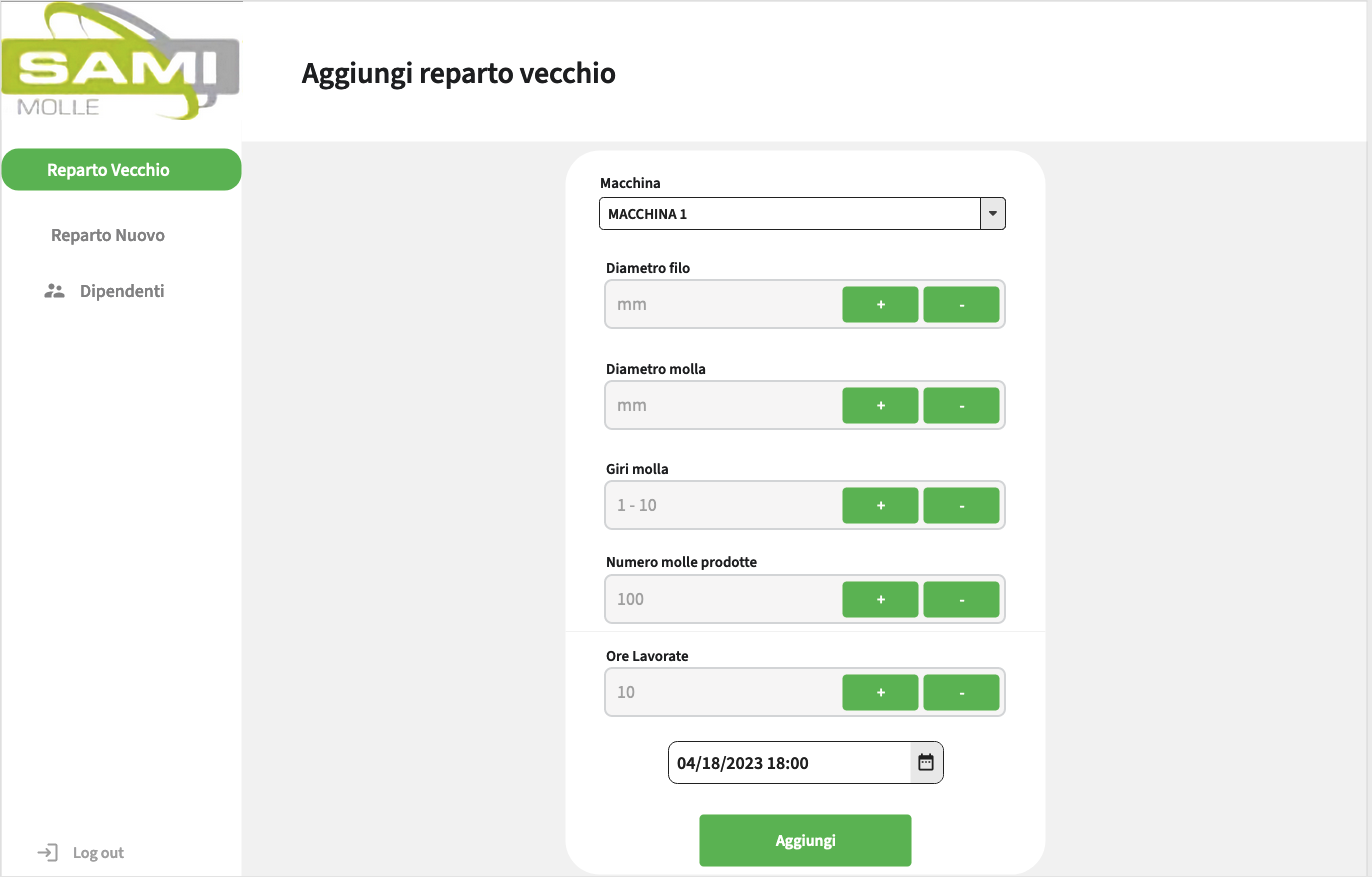 SAMI
MOLLE
Aggiungi reparto vecchio
Reparto Vecchio
Reparto Nuovo
Dipendenti
Log out
Macchina
MACCHINA 1
Diametro filo
mm + -
Diametro molla
mm + -
Giri molla
1 - 10 + -
Numero molle prodotte
100 + -
Ore Lavorate
10 + -
04/18/2023 18:00
Aggiungi